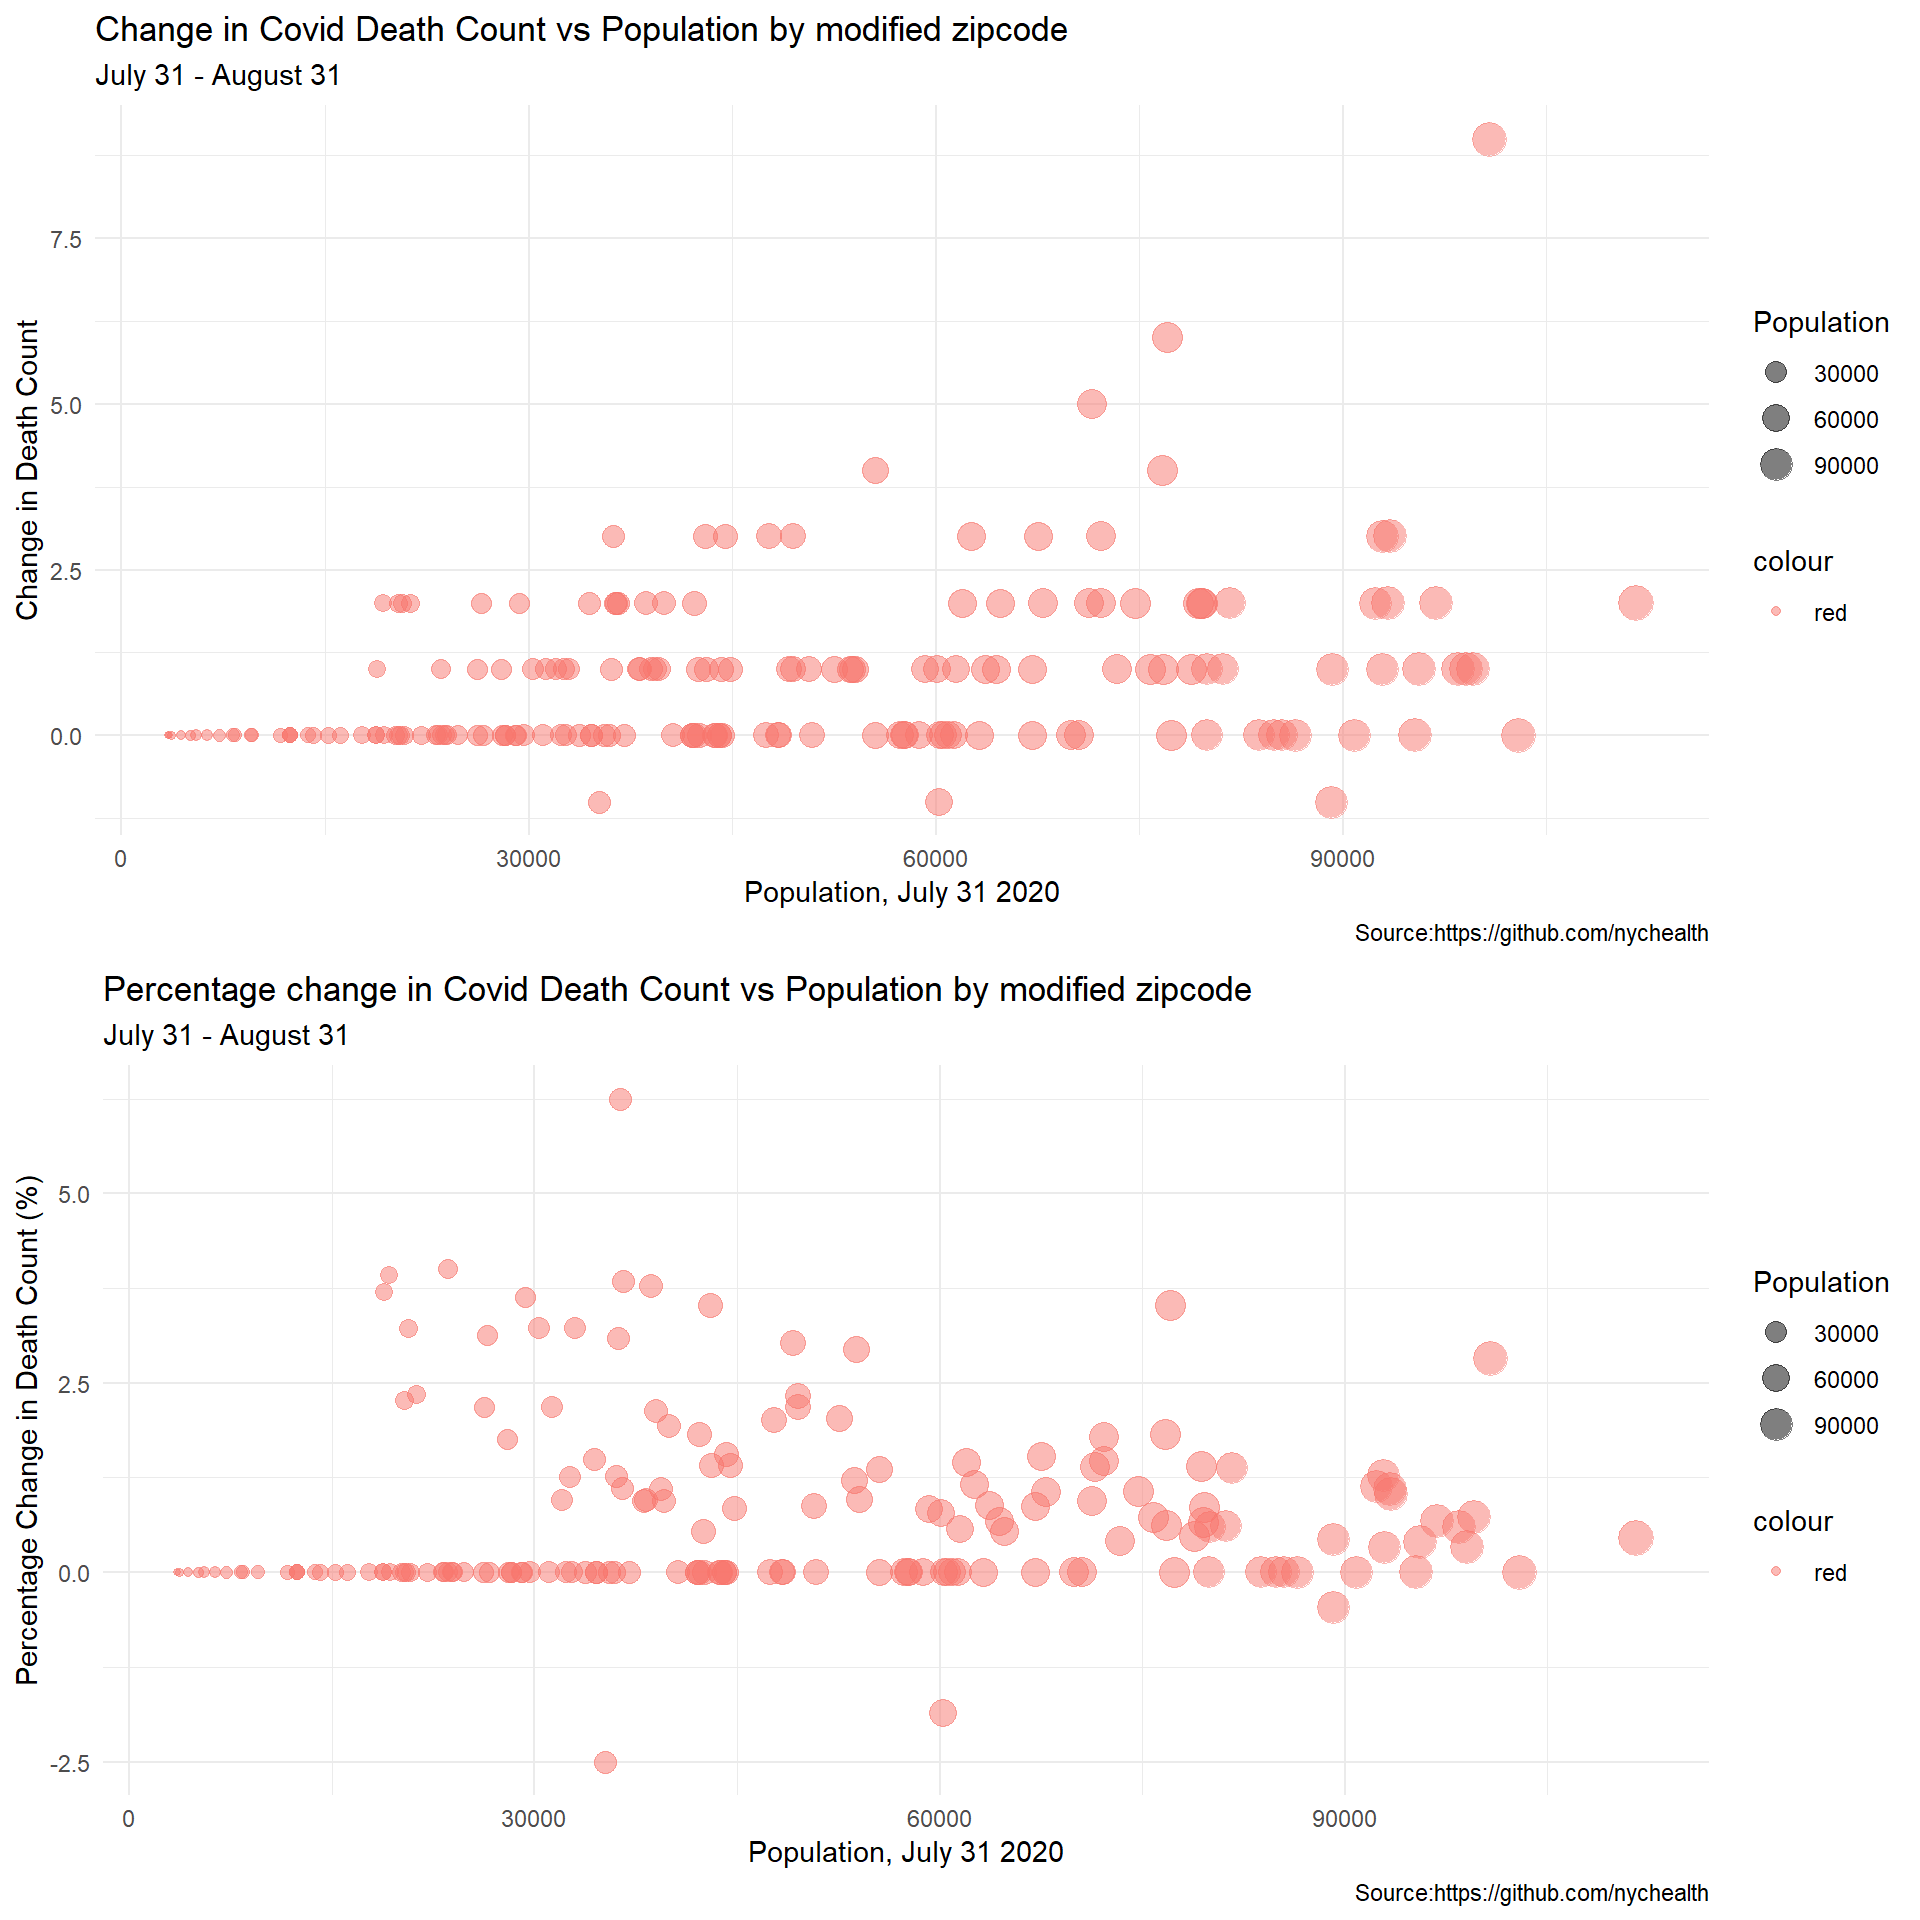 Change in Covid Death Count vs Population by modified zipcode
July 31 - August 31
Change in Death Count
7.5
5.0
2.5
0.0
0
30000
60000
90000
Population, July 31 2020
Source:https://github.com/nychealth
Population
30000
60000
90000
colour
red
Percentage change in Covid Death Count vs Population by modified zipcode
July 31 - August 31
Percentage Change in Death Count (%)
5.0
2.5
0.0
-2.5
0
30000
60000
90000
Population, July 31 2020
Source:https://github.com/nychealth
Population
30000
60000
90000
colour
red